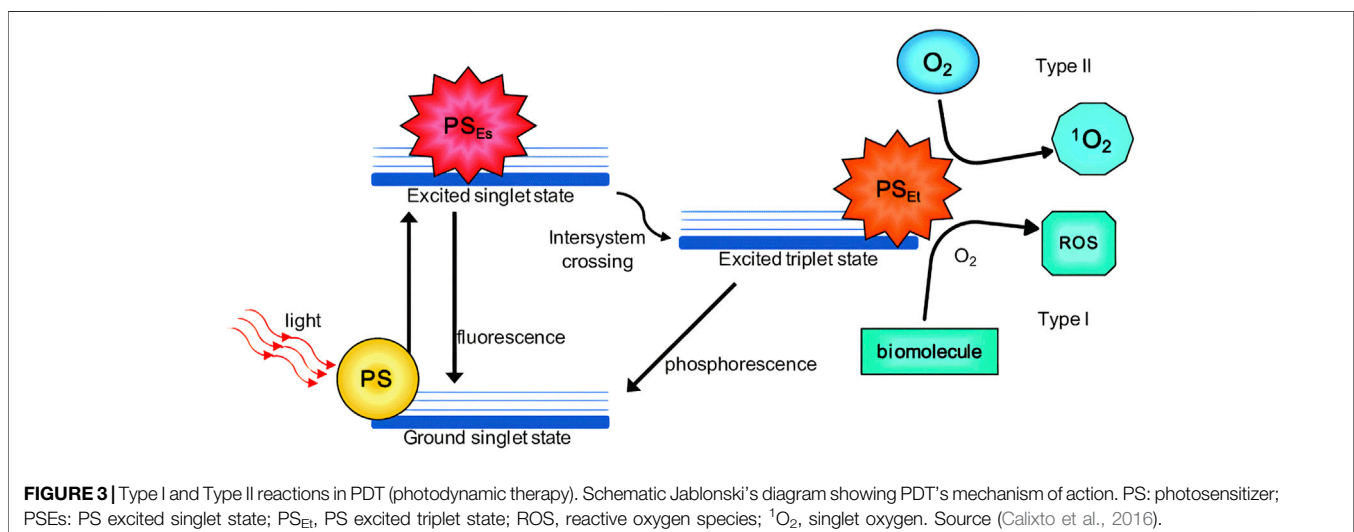 O₂
Type II
PS_Es
¹O₂
Excited singlet state
PS_Et
Intersystem
crossing
Excited triplet state
O₂
ROS
light
fluorescence
Type I
phosphorescence
biomolecule
PS
Ground singlet state
FIGURE 3 | Type I and Type II reactions in PDT (photodynamic therapy). Schematic Jablonski's diagram showing PDT's mechanism of action. PS: photosensitizer;
PSEs: PS excited singlet state; PS_Et, PS excited triplet state; ROS, reactive oxygen species; ¹O₂, singlet oxygen. Source (Calixto et al., 2016).